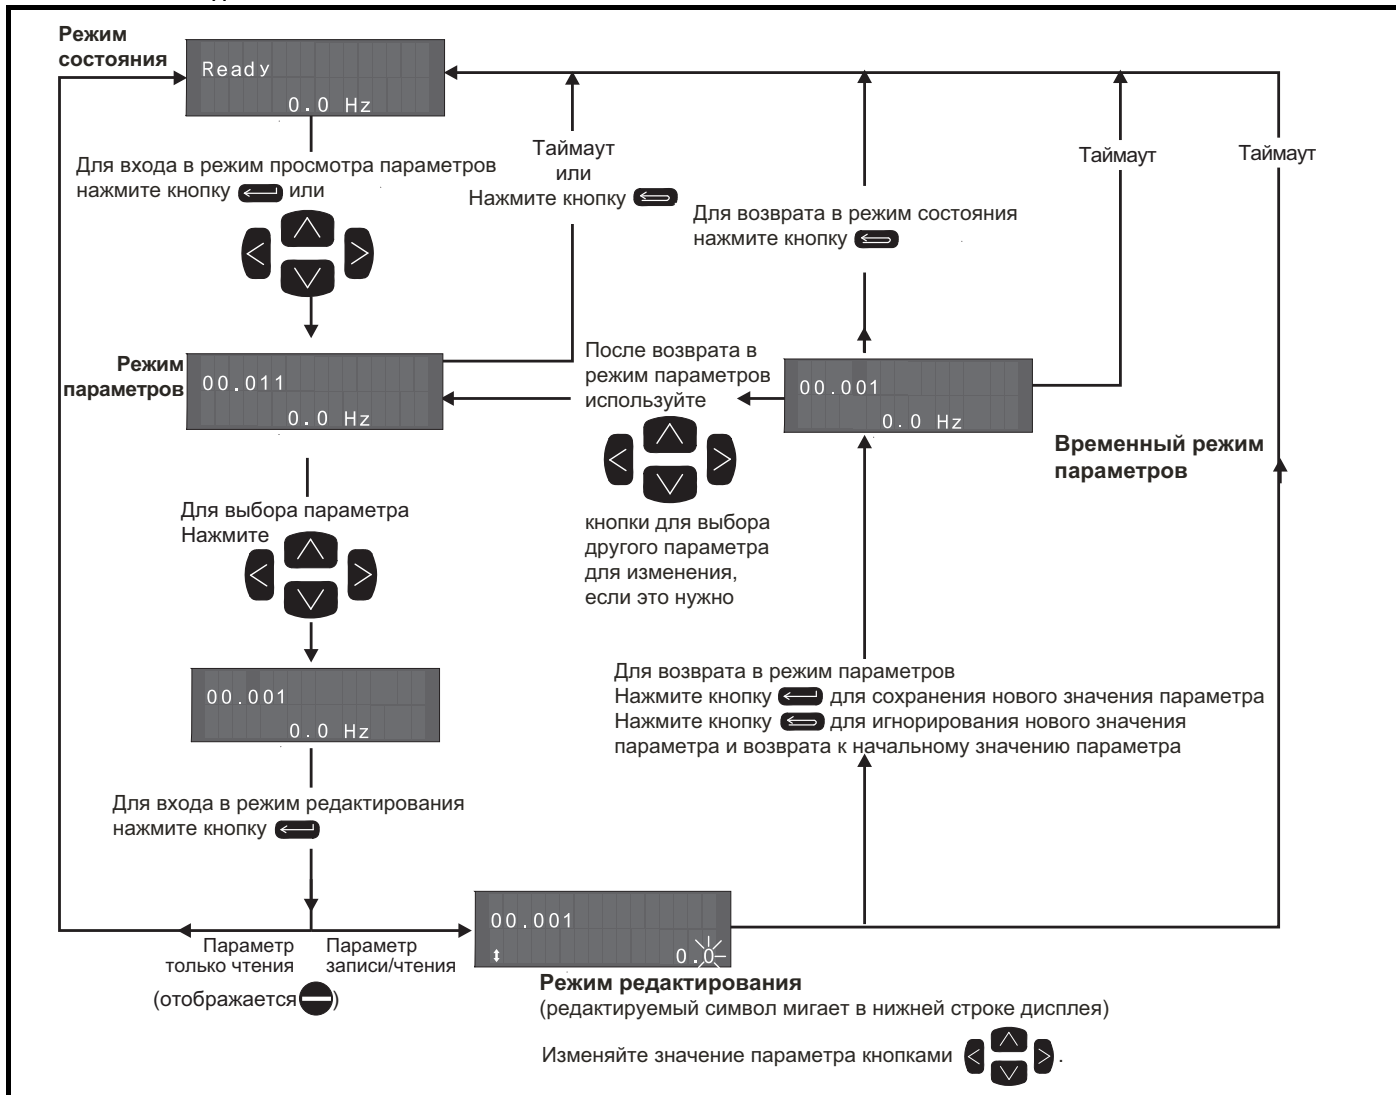 Режим
состояния
Ready
0.0 Hz
Для входа в режим просмотра параметров
нажмите кнопку или
Таймаут
или
Нажмите кнопку
Для возврата в режим состояния
нажмите кнопку
Таймаут
Таймаут
Режим
параметров
00.011
0.0 Hz
После возврата в
режим параметров
используйте
кнопки для выбора
другого параметра
для изменения,
если это нужно
00.001
0.0 Hz
Временный режим
параметров
Для выбора параметра
Нажмите
00.001
0.0 Hz
Для возврата в режим параметров
Нажмите кнопку для сохранения нового значения параметра
Нажмите кнопку для игнорирования нового значения
параметра и возврата к начальному значению параметра
Для входа в режим редактирования
нажмите кнопку
Параметр
только чтения
(отображается )
Параметр
записи/чтения
00.001
0.0
Режим редактирования
(редактируемый символ мигает в нижней строке дисплея)
Изменяйте значение параметра кнопками .